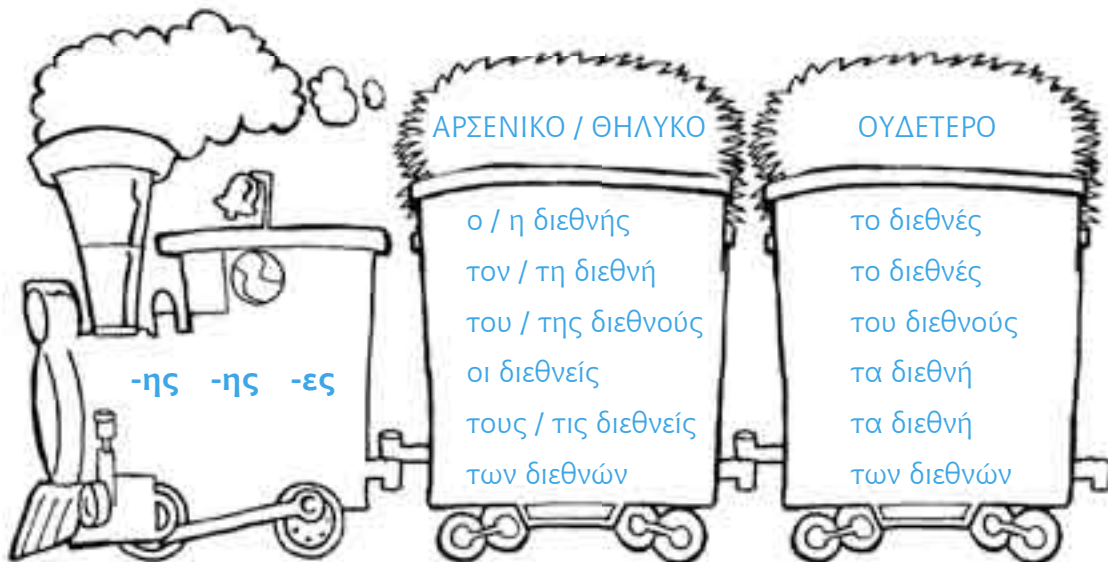 -ης -ης -ες
ΑΡΣΕΝΙΚΟ / ΘΗΛΥΚΟ
ο / η διεθνής
τον / τη διεθνή
του / της διεθνούς
οι διεθνείς
τους / τις διεθνείς
των διεθνών
ΟΥΔΕΤΕΡΟ
το διεθνές
το διεθνές
του διεθνούς
τα διεθνή
τα διεθνή
των διεθνών